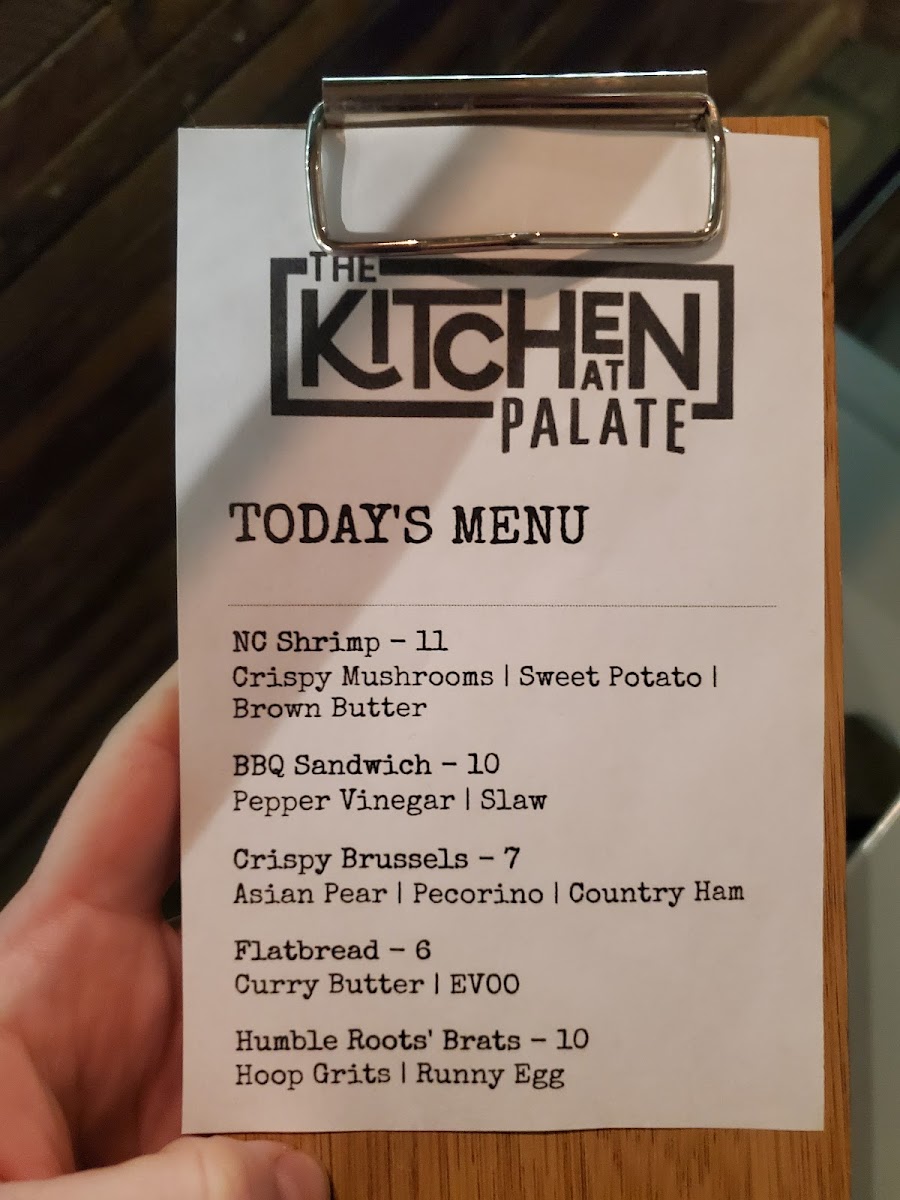 THE
KITCHEN
AT
PALATE
TODAY'S MENU
NC Shrimp – 11
Crispy Mushrooms | Sweet Potato |
Brown Butter
BBQ Sandwich – 10
Pepper Vinegar | Slaw
Crispy Brussels – 7
Asian Pear | Pecorino | Country Ham
Flatbread – 6
Curry Butter | EVOO
Humble Roots' Brats – 10
Hoop Grits | Runny Egg